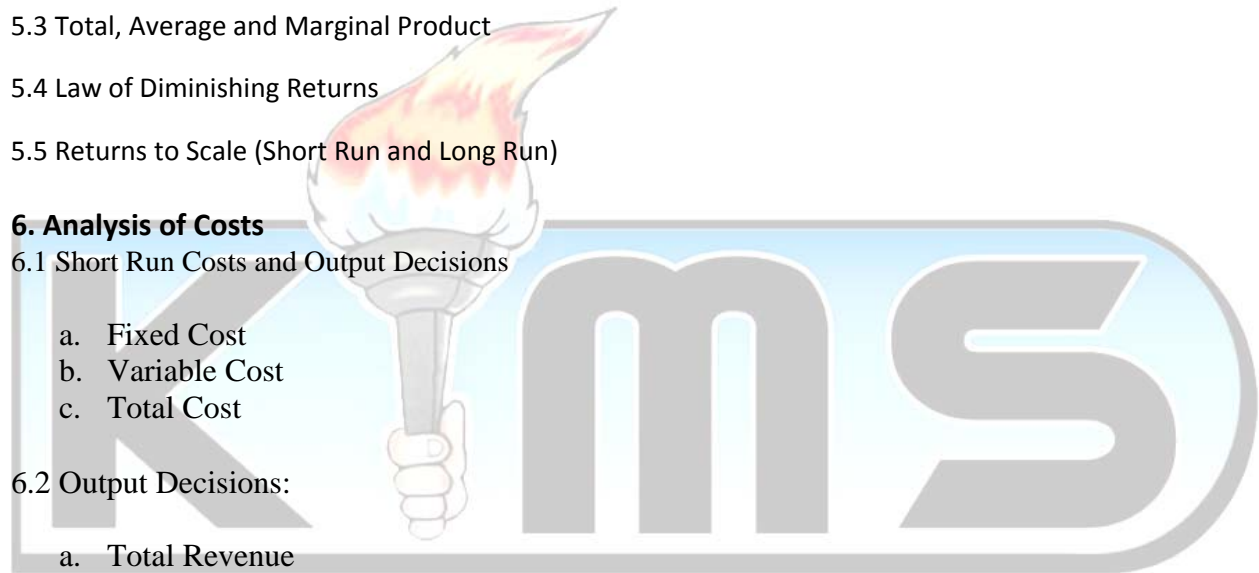 5.3 Total, Average and Marginal Product
5.4 Law of Diminishing Returns
5.5 Returns to Scale (Short Run and Long Run)
6. Analysis of Costs
6.1 Short Run Costs and Output Decisions
a. Fixed Cost
b. Variable Cost
c. Total Cost
6.2 Output Decisions:
a. Total Revenue
KIMS